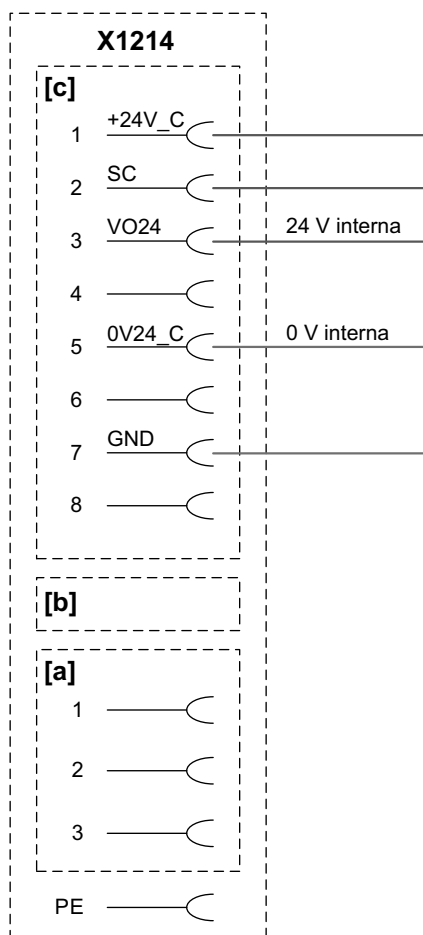 X1214
[c]
1 +24V_C
2 SC
3 VO24 24 V interna
4
5 0V24_C 0 V interna
6
7 GND
8
[b]
[a]
1
2
3
PE